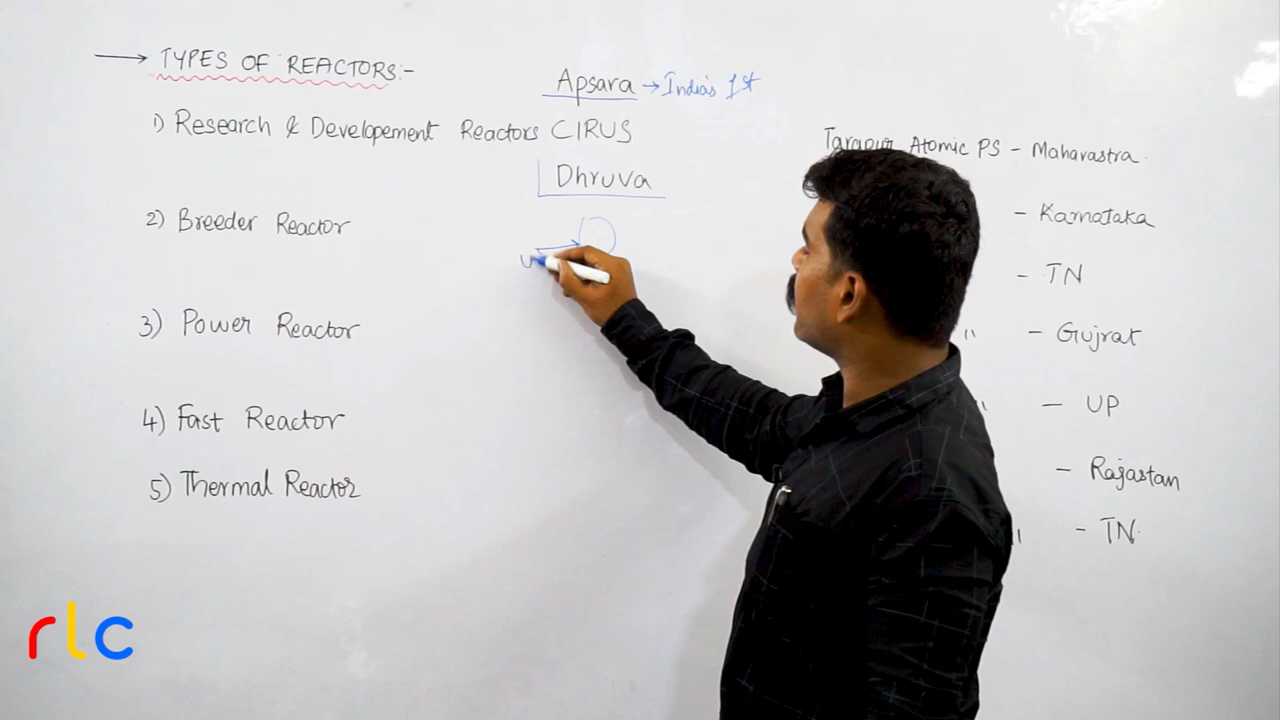 → TYPES OF REACTORS:-
Apsara → India's 1st
1) Research & Developement Reactors CIRUS
Dhruva
2) Breeder Reactor
3) Power Reactor
4) Fast Reactor
5) Thermal Reactor
Tarapur Atomic PS - Maharastra.
- Karnataka
- TN
" - Gujrat
" - UP
- Rajastan
" - TN.
rlc